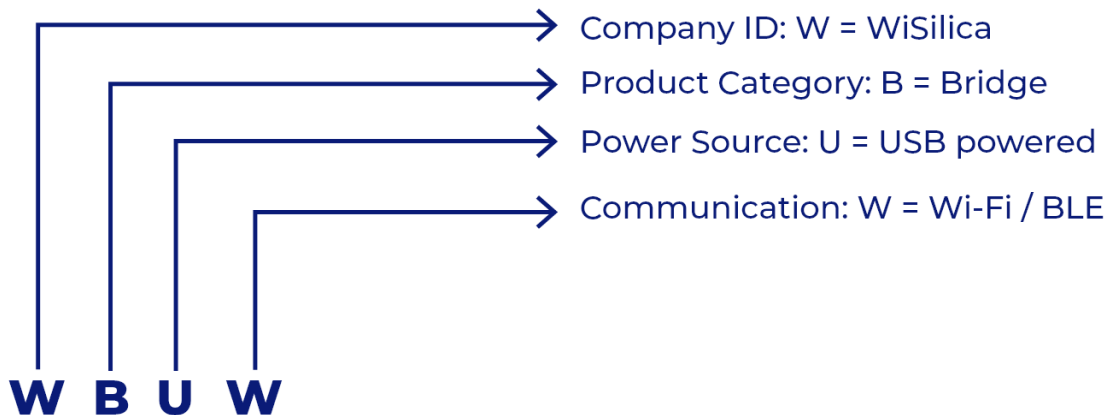 Company ID: W = WiSilica
Product Category: B = Bridge
Power Source: U = USB powered
Communication: W = Wi-Fi / BLE
W B U W